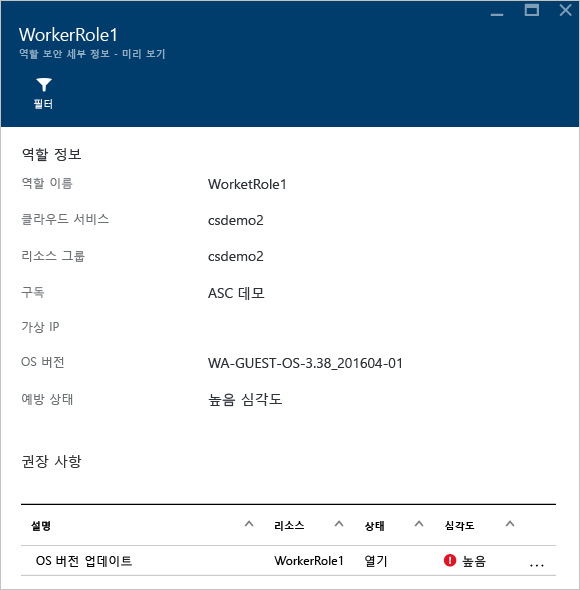 WorkerRole1
역할 보안 세부 정보 - 미리 보기
필터
역할 정보
역할 이름 WorketRole1
클라우드 서비스 csdemo2
리소스 그룹 csdemo2
구독 ASC 데모
가상 IP
OS 버전 WA-GUEST-OS-3.38_201604-01
예방 상태 높음 심각도
권장 사항
설명 리소스 상태 심각도
OS 버전 업데이트 WorkerRole1 열기 높음 ...